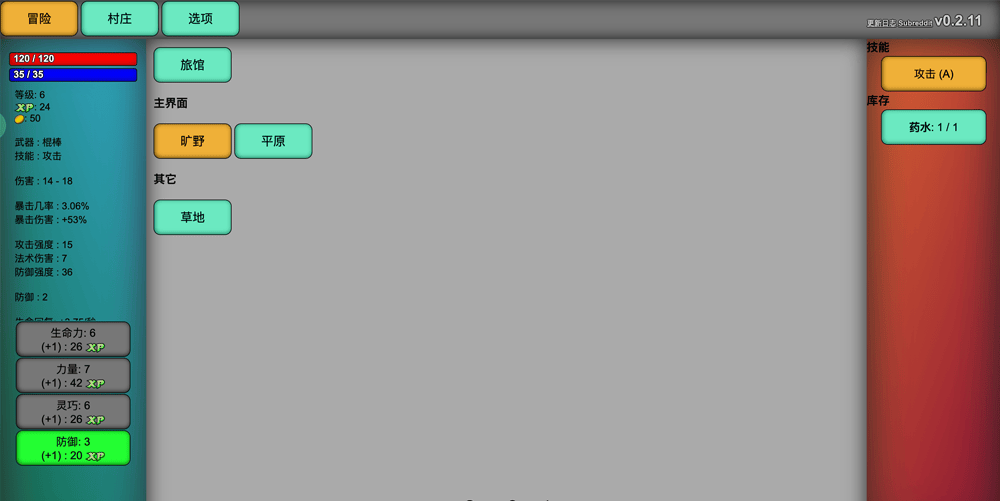 冒险
村庄
选项
更新日志 Subreddit v0.2.11
120 / 120
35 / 35
等级: 6
XP: 24
: 50
武器 : 棍棒
技能 : 攻击
伤害 : 14 - 18
暴击几率 : 3.06%
暴击伤害 : +53%
攻击强度 : 15
法术伤害 : 7
防御强度 : 36
防御 : 2
生命力: 6
(+1) : 26 XP
力量: 7
(+1) : 42 XP
灵巧: 6
(+1) : 26 XP
防御: 3
(+1) : 20 XP
旅馆
主界面
旷野
平原
其它
草地
技能
攻击 (A)
库存
药水: 1 / 1